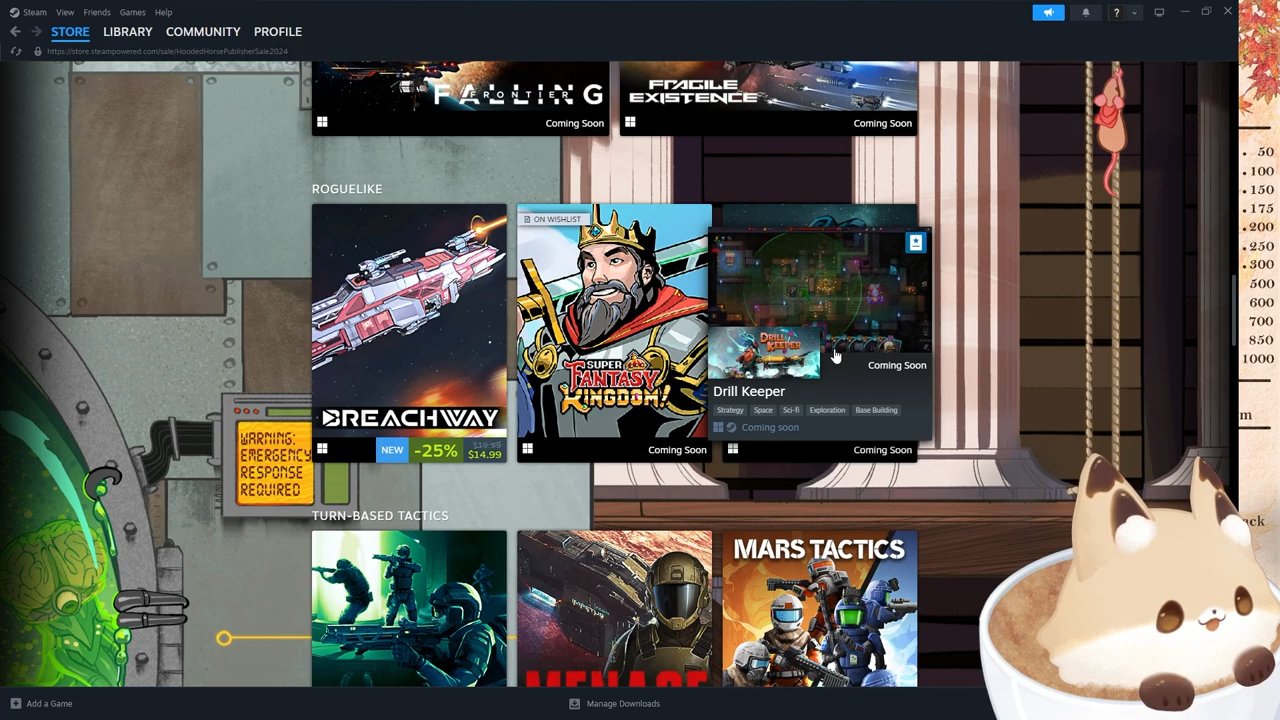 Steam View Friends Games Help
STORE LIBRARY COMMUNITY PROFILE
https://store.steampowered.com/sale/HoodedHorsePublisherSale2024
FALLING
FRONTIER
Coming Soon
FRAGILE
EXISTENCE
Coming Soon
ROGUELIKE
BREACHWAY
NEW -25% $19.99 $14.99
ON WISHLIST
SUPER
FANTASY
KINGDOM!
Coming Soon
DRILL
KEEPER
Coming Soon
Drill Keeper
Strategy Space Sci-fi Exploration Base Building
Coming soon
Coming Soon
WARNING:
EMERGENCY
RESPONSE
REQUIRED
TURN-BASED TACTICS
MENACE
MARS TACTICS
. 50
. 100
. 150
. 175
. 200
. 250
. 300
500
600
700
850
1000
m
ack
Add a Game
Manage Downloads